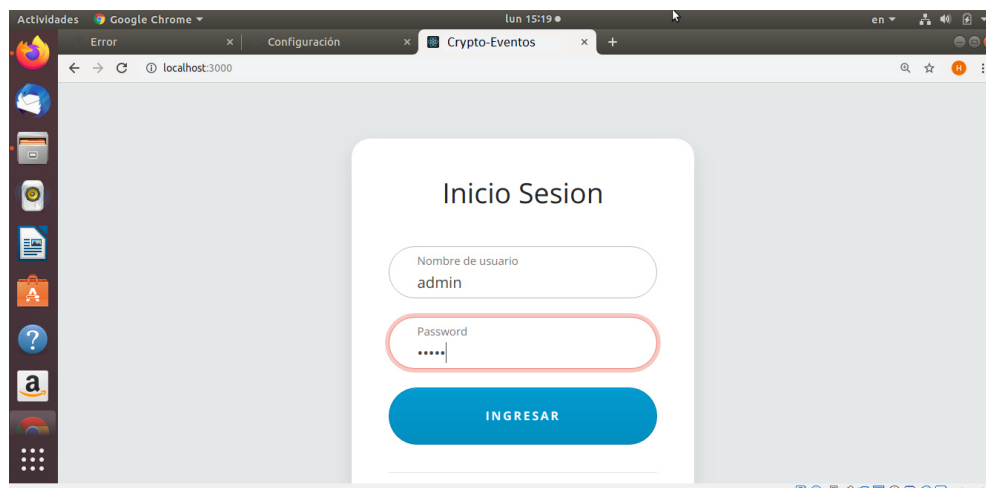 Actividades Google Chrome lun 15:19 en
Error Configuración Crypto-Eventos
localhost:3000 H
Inicio Sesion
Nombre de usuario
admin
Password
•••••
INGRESAR